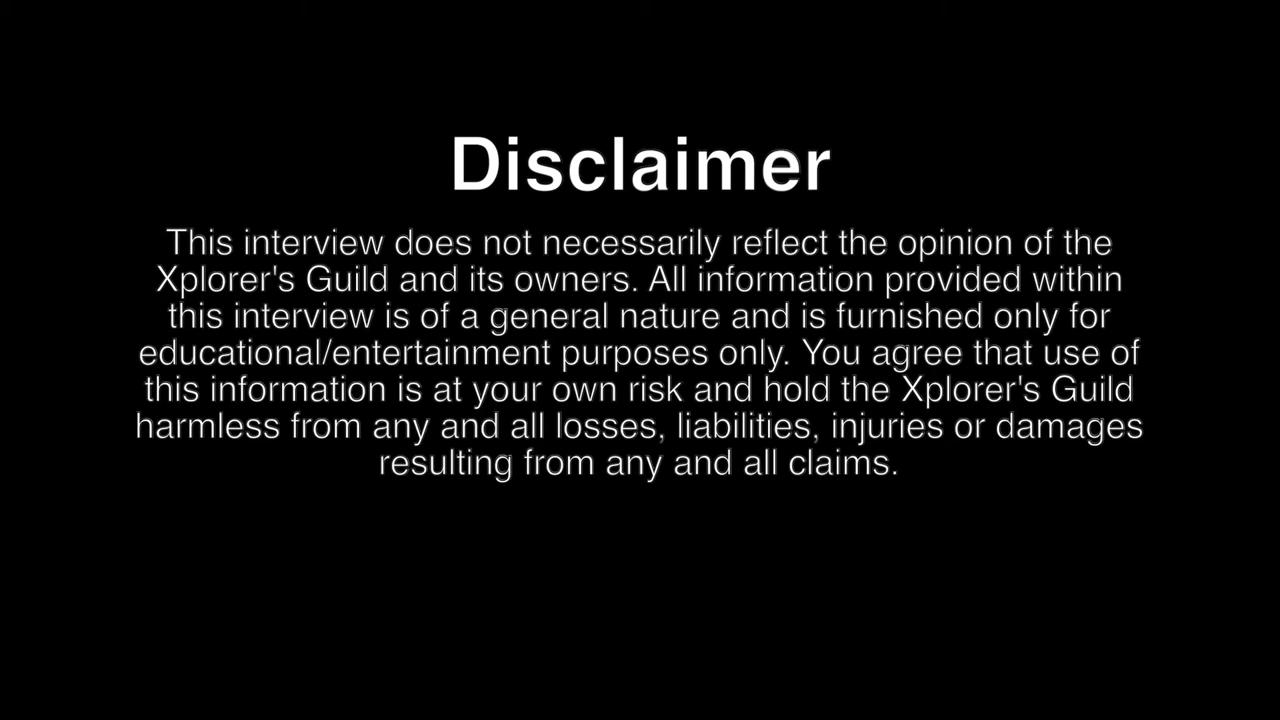 Disclaimer
This interview does not necessarily reflect the opinion of the
Xplorer's Guild and its owners. All information provided within
this interview is of a general nature and is furnished only for
educational/entertainment purposes only. You agree that use of
this information is at your own risk and hold the Xplorer's Guild
harmless from any and all losses, liabilities, injuries or damages
resulting from any and all claims.